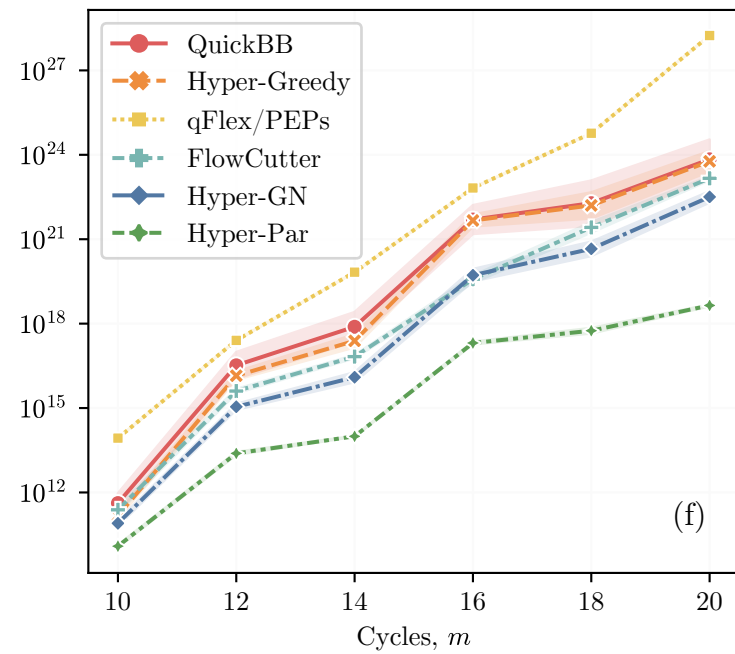 QuickBB
Hyper-Greedy
qFlex/PEPs
FlowCutter
Hyper-GN
Hyper-Par
10^27
10^24
10^21
10^18
10^15
10^12
(f)
10 12 14 16 18 20
Cycles, m